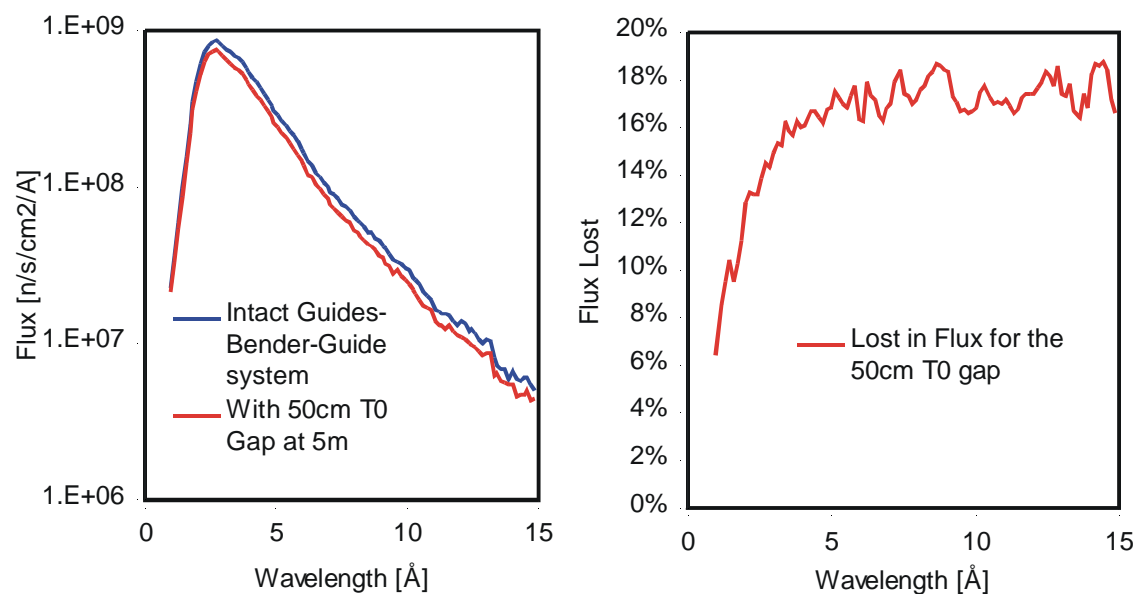 1.E+09
1.E+08
1.E+07
1.E+06
Flux [n/s/cm2/A]
Intact Guides-
Bender-Guide
system
With 50cm T0
Gap at 5m
0
5
10
15
Wavelength [Å]
20%
18%
16%
14%
12%
10%
8%
6%
4%
2%
0%
Flux Lost
Lost in Flux for the
50cm T0 gap
0
5
10
15
Wavelength [Å]